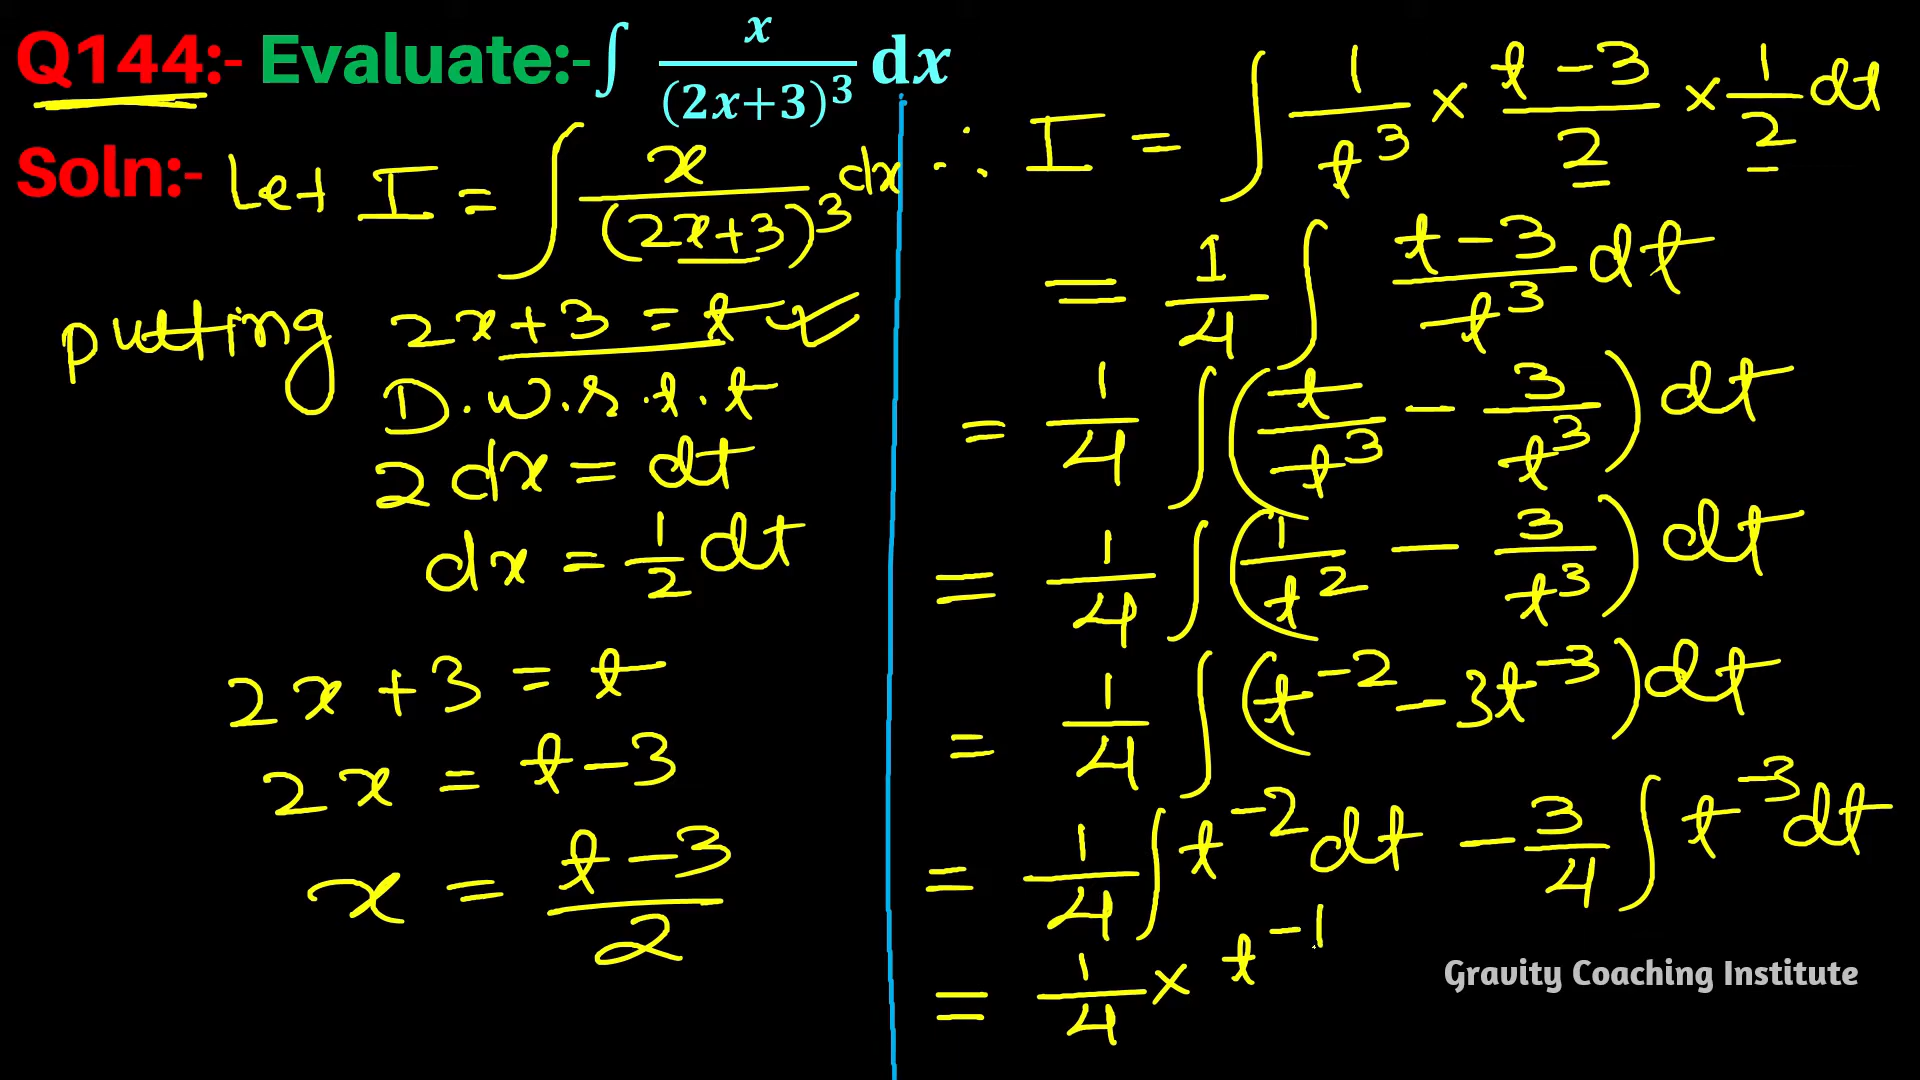 Q144:- Evaluate:- ∫ x/(2x+3)³ dx
Soln:- Let I = ∫ x/(2x+3)³ dx
putting 2x+3 = t ✓
D.w.r.t.t
2dx = dt
dx = 1/2 dt
2x+3 = t
2x = t-3
x = (t-3)/2
∴ I = ∫ 1/t³ × (t-3)/2 × 1/2 dt
= 1/4 ∫ (t-3)/t³ dt
= 1/4 ∫ (t/t³ - 3/t³) dt
= 1/4 ∫ (1/t² - 3/t³) dt
= 1/4 ∫ (t⁻² - 3t⁻³) dt
= 1/4 ∫ t⁻² dt - 3/4 ∫ t⁻³ dt
= 1/4 × t⁻¹
Gravity Coaching Institute